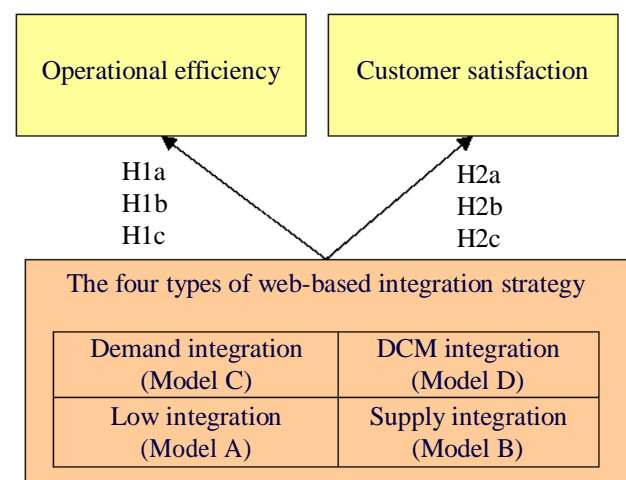 Operational efficiency
Customer satisfaction
H1a
H1b
H1c
H2a
H2b
H2c
The four types of web-based integration strategy
Demand integration
(Model C)
DCM integration
(Model D)
Low integration
(Model A)
Supply integration
(Model B)